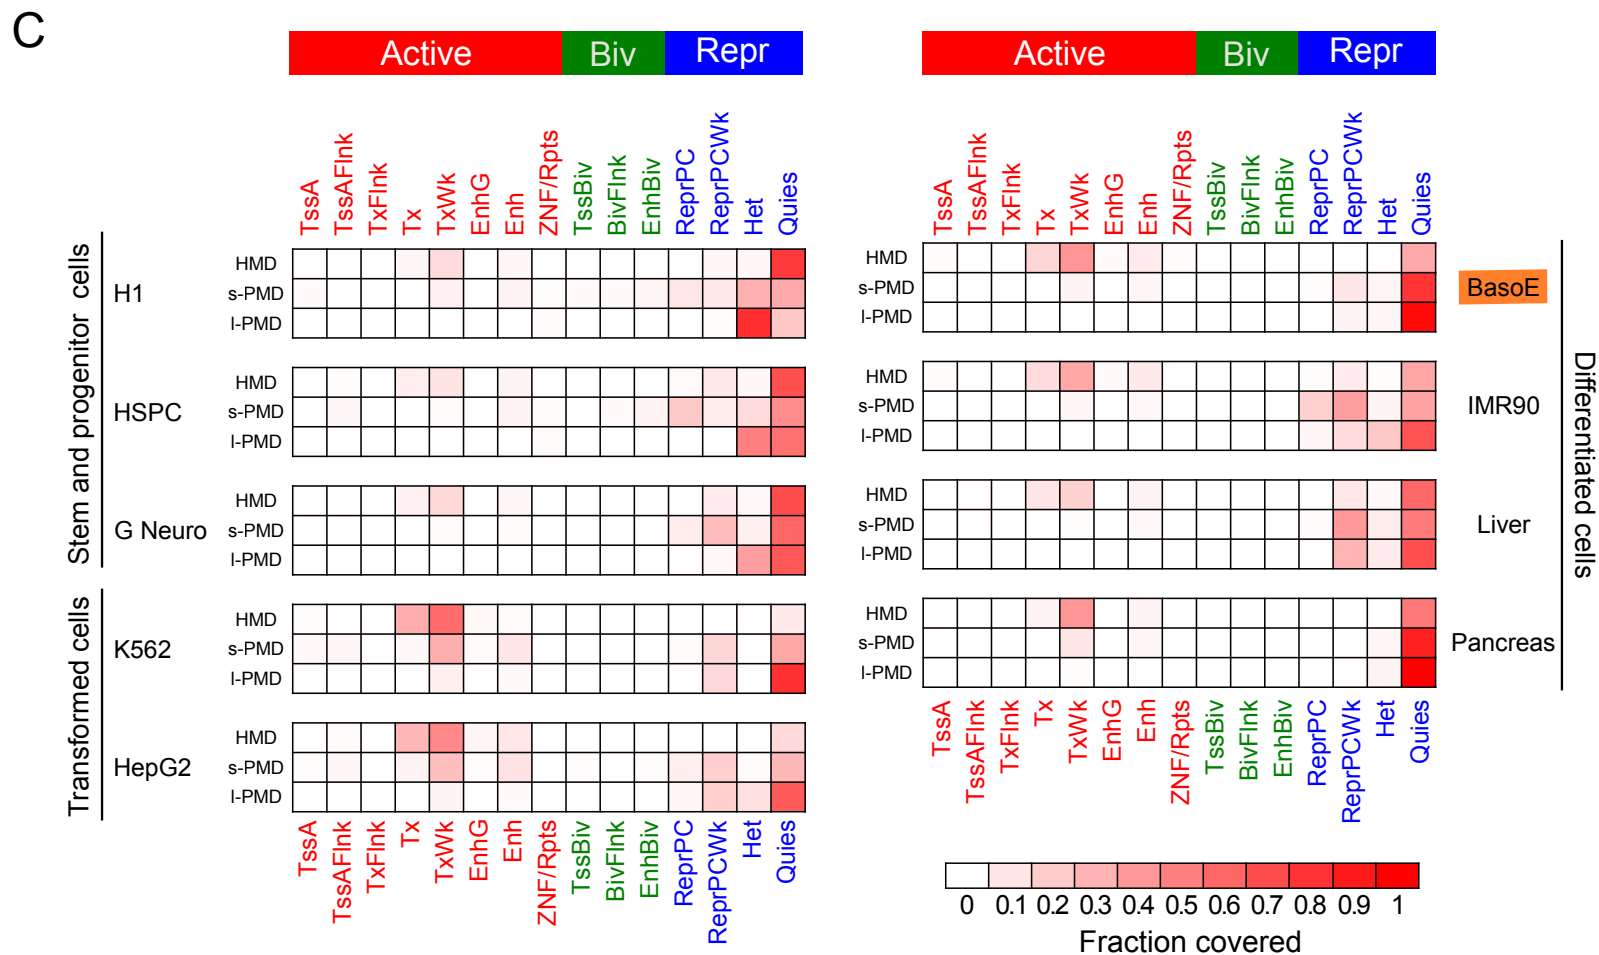 C
Active Biv Repr
Active Biv Repr
TssA TssAFlnk TxFlnk Tx TxWk EnhG Enh ZNF/Rpts TssBiv BivFlnk EnhBiv ReprPC ReprPCWk Het Quies
TssA TssAFlnk TxFlnk Tx TxWk EnhG Enh ZNF/Rpts TssBiv BivFlnk EnhBiv ReprPC ReprPCWk Het Quies
Stem and progenitor cells
H1
HMD
s-PMD
l-PMD
HSPC
HMD
s-PMD
l-PMD
G Neuro
HMD
s-PMD
l-PMD
Transformed cells
K562
HMD
s-PMD
l-PMD
HepG2
HMD
s-PMD
l-PMD
TssA TssAFlnk TxFlnk Tx TxWk EnhG Enh ZNF/Rpts TssBiv BivFlnk EnhBiv ReprPC ReprPCWk Het Quies
HMD
s-PMD
l-PMD
BasoE
HMD
s-PMD
l-PMD
IMR90
HMD
s-PMD
l-PMD
Liver
HMD
s-PMD
l-PMD
Pancreas
Differentiated cells
TssA TssAFlnk TxFlnk Tx TxWk EnhG Enh ZNF/Rpts TssBiv BivFlnk EnhBiv ReprPC ReprPCWk Het Quies
0 0.1 0.2 0.3 0.4 0.5 0.6 0.7 0.8 0.9 1
Fraction covered